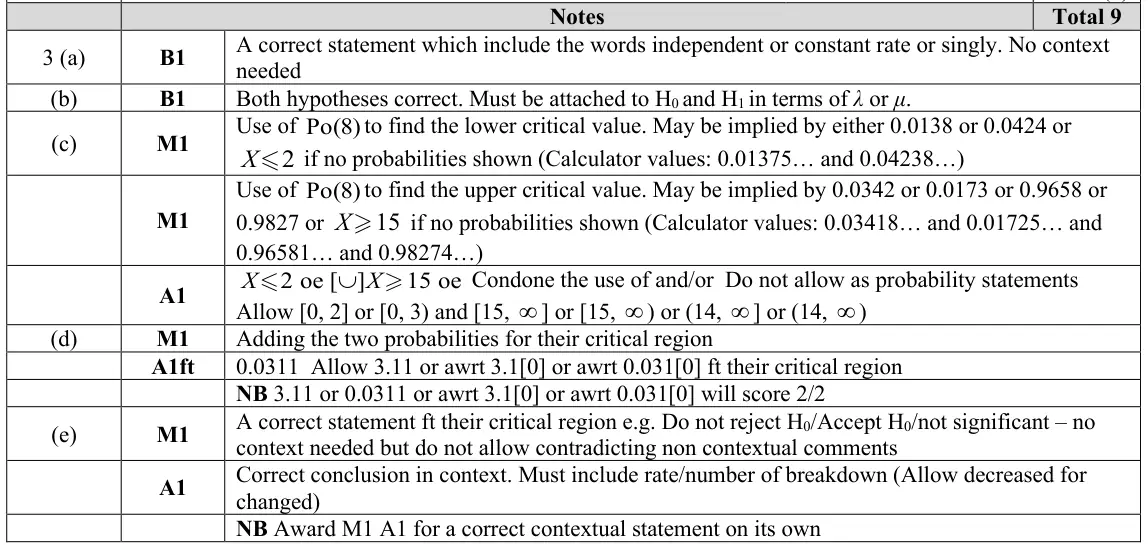 Notes Total 9
3 (a) B1 A correct statement which include the words independent or constant rate or singly. No context
needed
(b) B1 Both hypotheses correct. Must be attached to H₀ and H₁ in terms of λ or μ.
(c) M1 Use of Po(8) to find the lower critical value. May be implied by either 0.0138 or 0.0424 or
X⩽2 if no probabilities shown (Calculator values: 0.01375… and 0.04238…)
M1 Use of Po(8) to find the upper critical value. May be implied by 0.0342 or 0.0173 or 0.9658 or
0.9827 or X⩾15 if no probabilities shown (Calculator values: 0.03418… and 0.01725… and
0.96581… and 0.98274…)
A1 X⩽2 oe [∪]X⩾15 oe Condone the use of and/or Do not allow as probability statements
Allow [0, 2] or [0, 3) and [15, ∞] or [15, ∞) or (14, ∞] or (14, ∞)
(d) M1 Adding the two probabilities for their critical region
A1ft 0.0311 Allow 3.11 or awrt 3.1[0] or awrt 0.031[0] ft their critical region
NB 3.11 or 0.0311 or awrt 3.1[0] or awrt 0.031[0] will score 2/2
(e) M1 A correct statement ft their critical region e.g. Do not reject H₀/Accept H₀/not significant – no
context needed but do not allow contradicting non contextual comments
A1 Correct conclusion in context. Must include rate/number of breakdown (Allow decreased for
changed)
NB Award M1 A1 for a correct contextual statement on its own